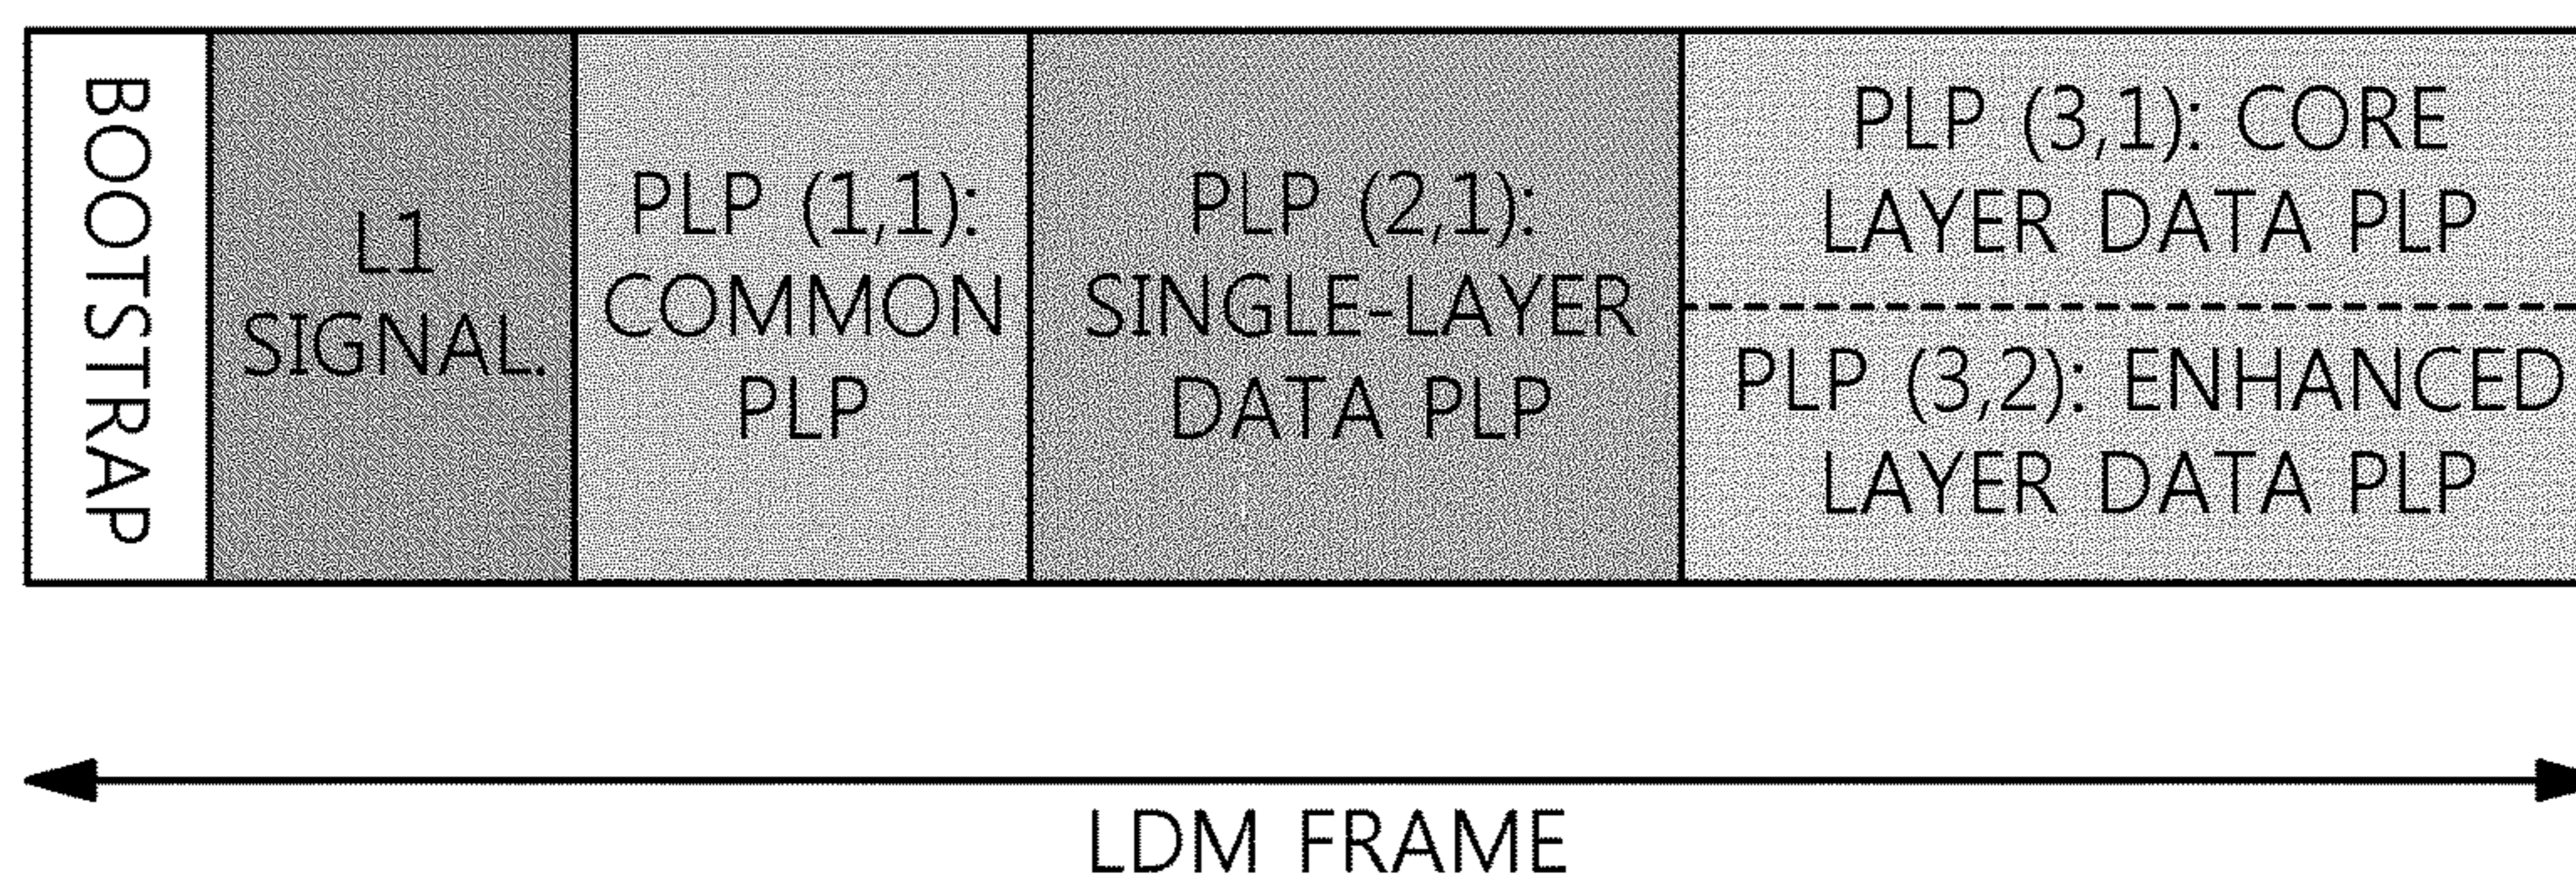 BOOTSTRAP
L1
SIGNAL.
PLP (1,1):
COMMON
PLP
PLP (2,1):
SINGLE-LAYER
DATA PLP
PLP (3,1): CORE
LAYER DATA PLP
PLP (3,2): ENHANCED
LAYER DATA PLP
LDM FRAME